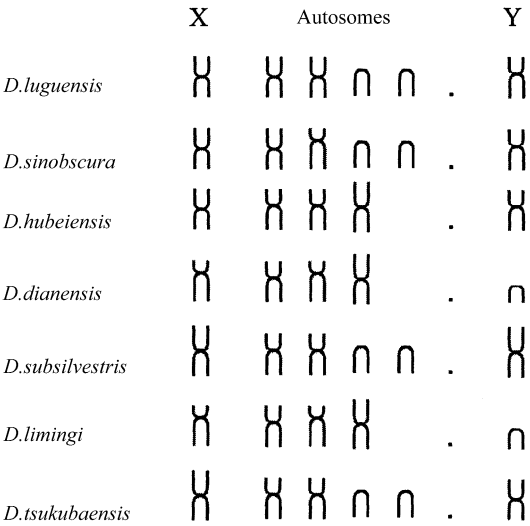 X Autosomes Y
D.luguensis
D.sinobscura
D.hubeiensis
D.dianensis
D.subsilvestris
D.limingi
D.tsukubaensis